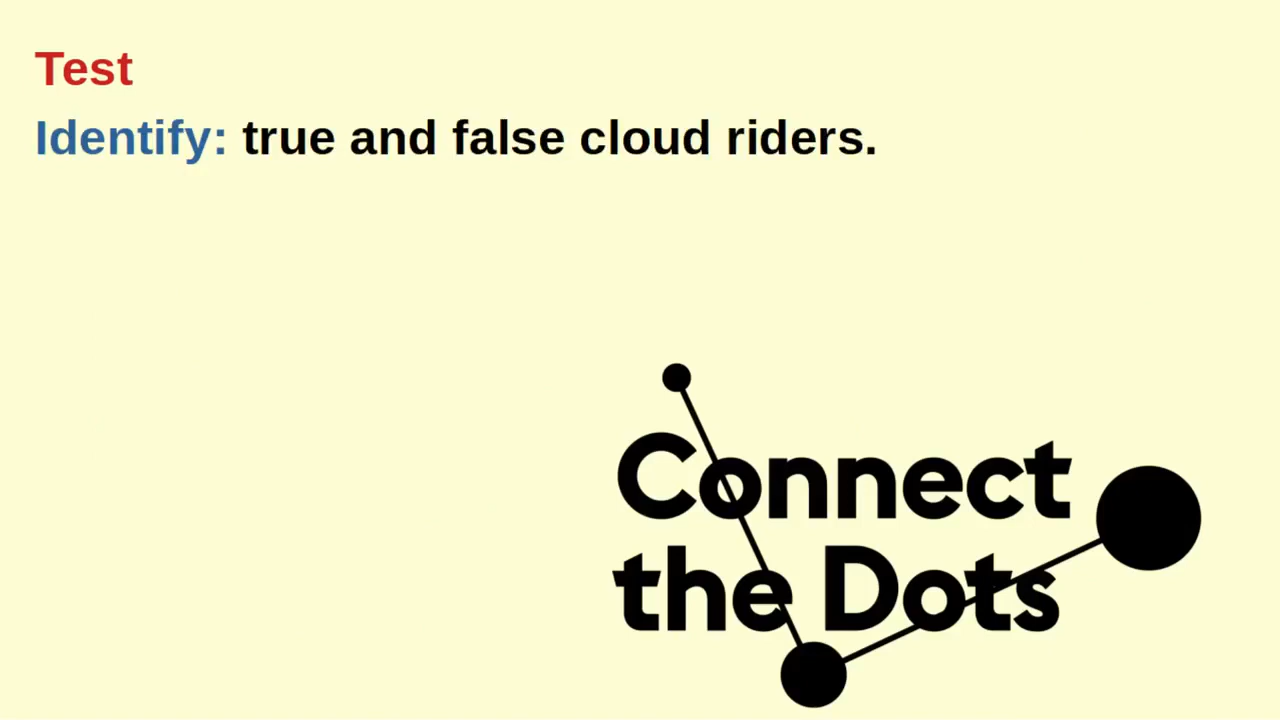 Test
Identify: true and false cloud riders.
Connect
the Dots